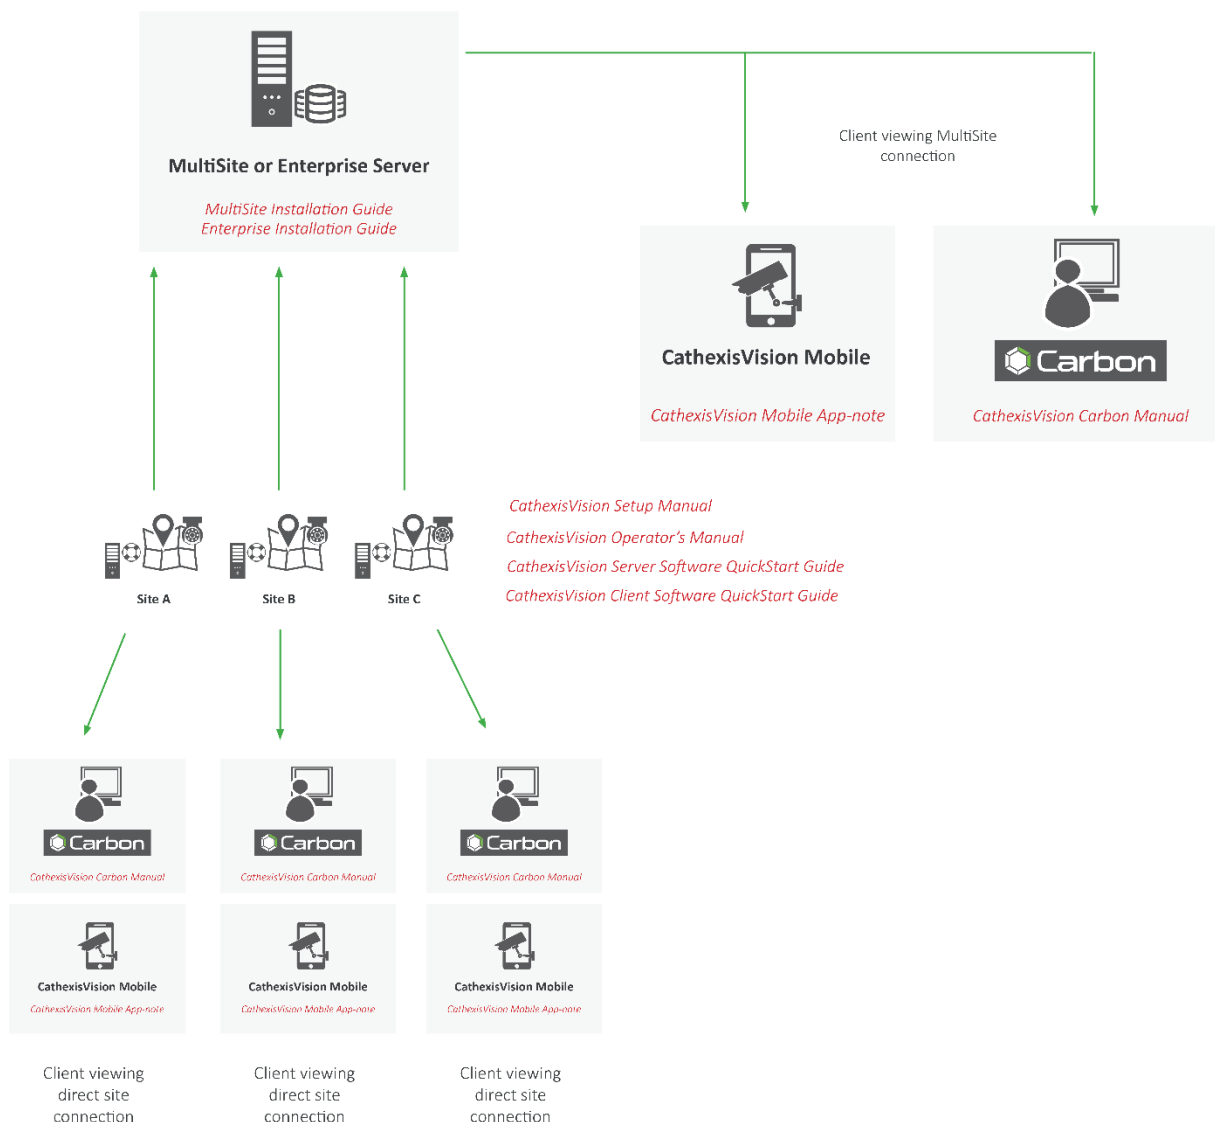 MultiSite or Enterprise Server
MultiSite Installation Guide
Enterprise Installation Guide
Client viewing MultiSite
connection
CathexisVision Mobile
CathexisVision Mobile App-note
Carbon
CathexisVision Carbon Manual
Site A
Site B
Site C
CathexisVision Setup Manual
CathexisVision Operator's Manual
CathexisVision Server Software QuickStart Guide
CathexisVision Client Software QuickStart Guide
Carbon
CathexisVision Carbon Manual
CathexisVision Mobile
CathexisVision Mobile App-note
Client viewing
direct site
connection
Carbon
CathexisVision Carbon Manual
CathexisVision Mobile
CathexisVision Mobile App-note
Client viewing
direct site
connection
Carbon
CathexisVision Carbon Manual
CathexisVision Mobile
CathexisVision Mobile App-note
Client viewing
direct site
connection